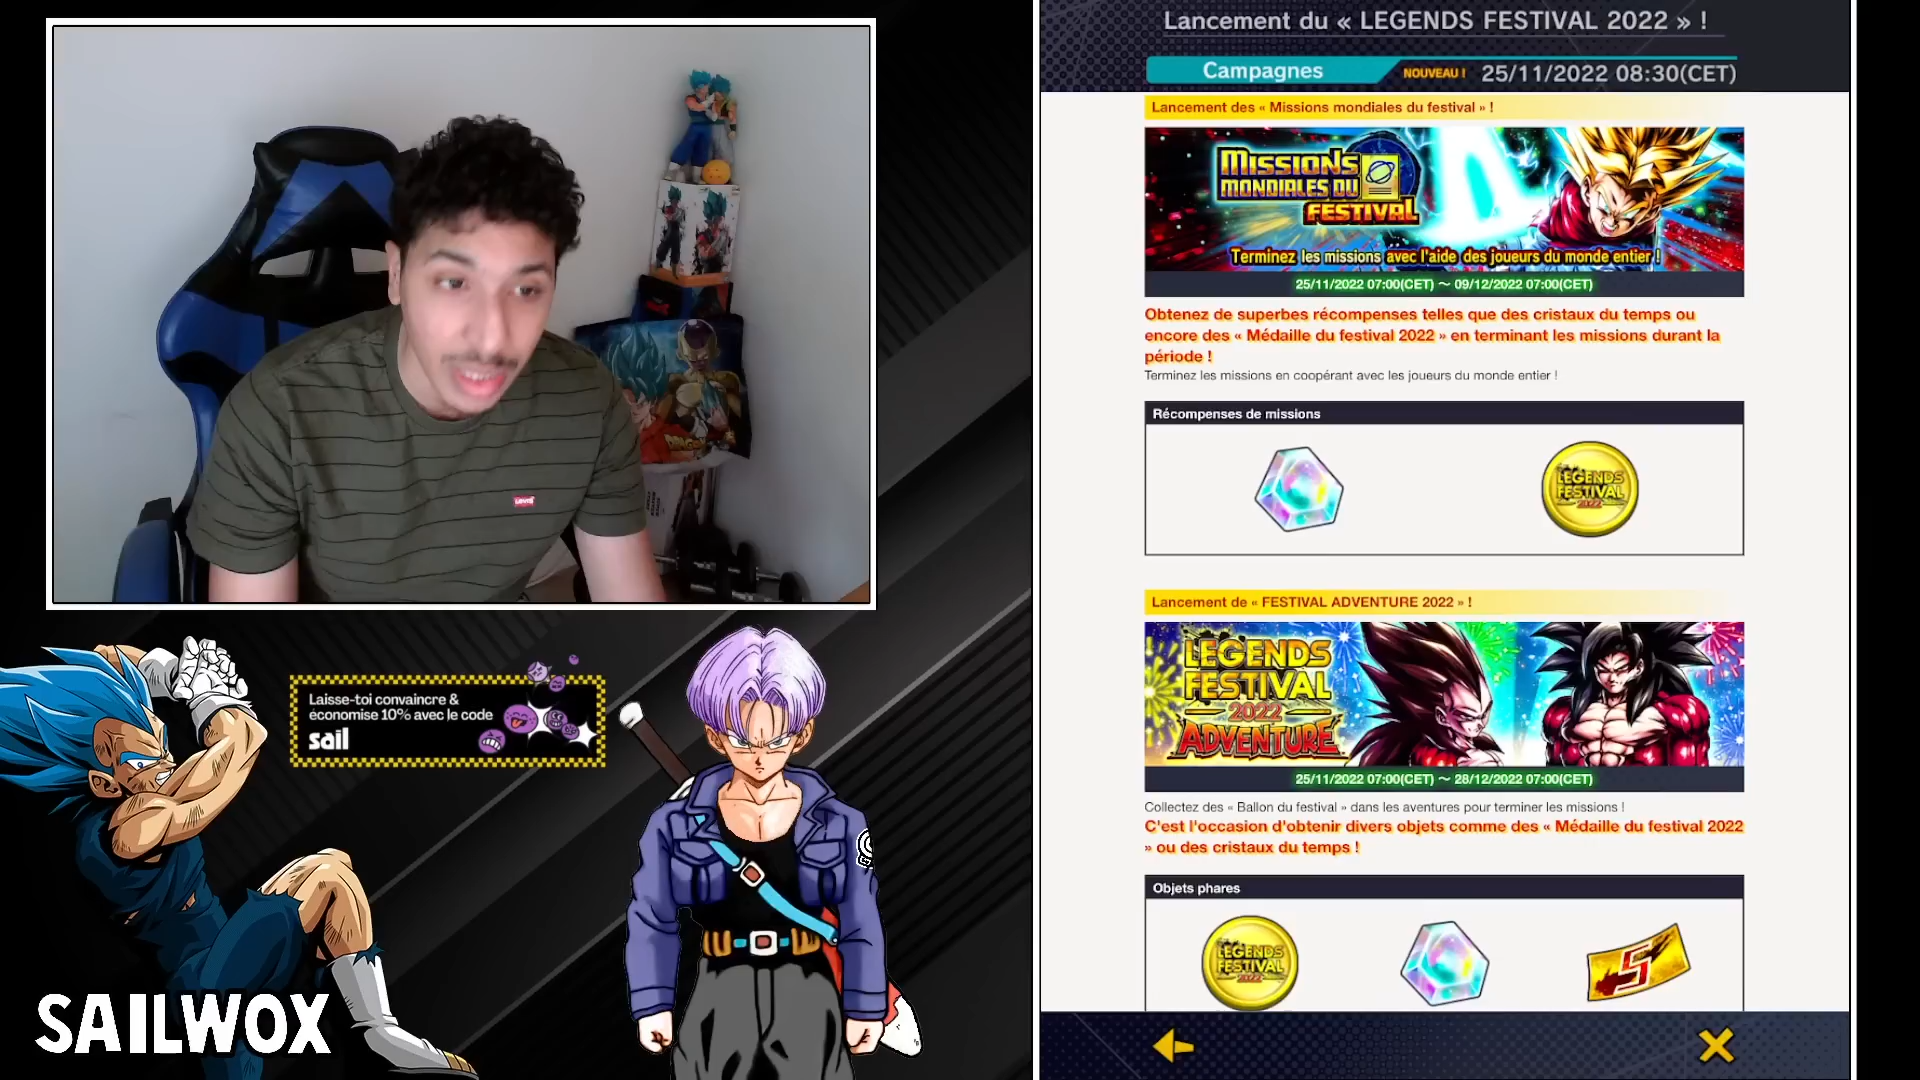 Lancement du « LEGENDS FESTIVAL 2022 » !
Campagnes
NOUVEAU !
25/11/2022 08:30(CET)
Lancement des « Missions mondiales du festival » !
MISSIONS
MONDIALES DU
FESTIVAL
Terminez les missions avec l'aide des joueurs du monde entier !
25/11/2022 07:00(CET) ～ 09/12/2022 07:00(CET)
Obtenez de superbes récompenses telles que des cristaux du temps ou
encore des « Médaille du festival 2022 » en terminant les missions durant la
période !
Terminez les missions en coopérant avec les joueurs du monde entier !
Récompenses de missions
LEGENDS
FESTIVAL
2022
Lancement de « FESTIVAL ADVENTURE 2022 » !
LEGENDS
FESTIVAL
2022
ADVENTURE
25/11/2022 07:00(CET) ～ 28/12/2022 07:00(CET)
Collectez des « Ballon du festival » dans les aventures pour terminer les missions !
C'est l'occasion d'obtenir divers objets comme des « Médaille du festival 2022
» ou des cristaux du temps !
Objets phares
LEGENDS
FESTIVAL
2022
S
Levi's
Laisse-toi convaincre &
économise 10% avec le code
sail
SAILWOX